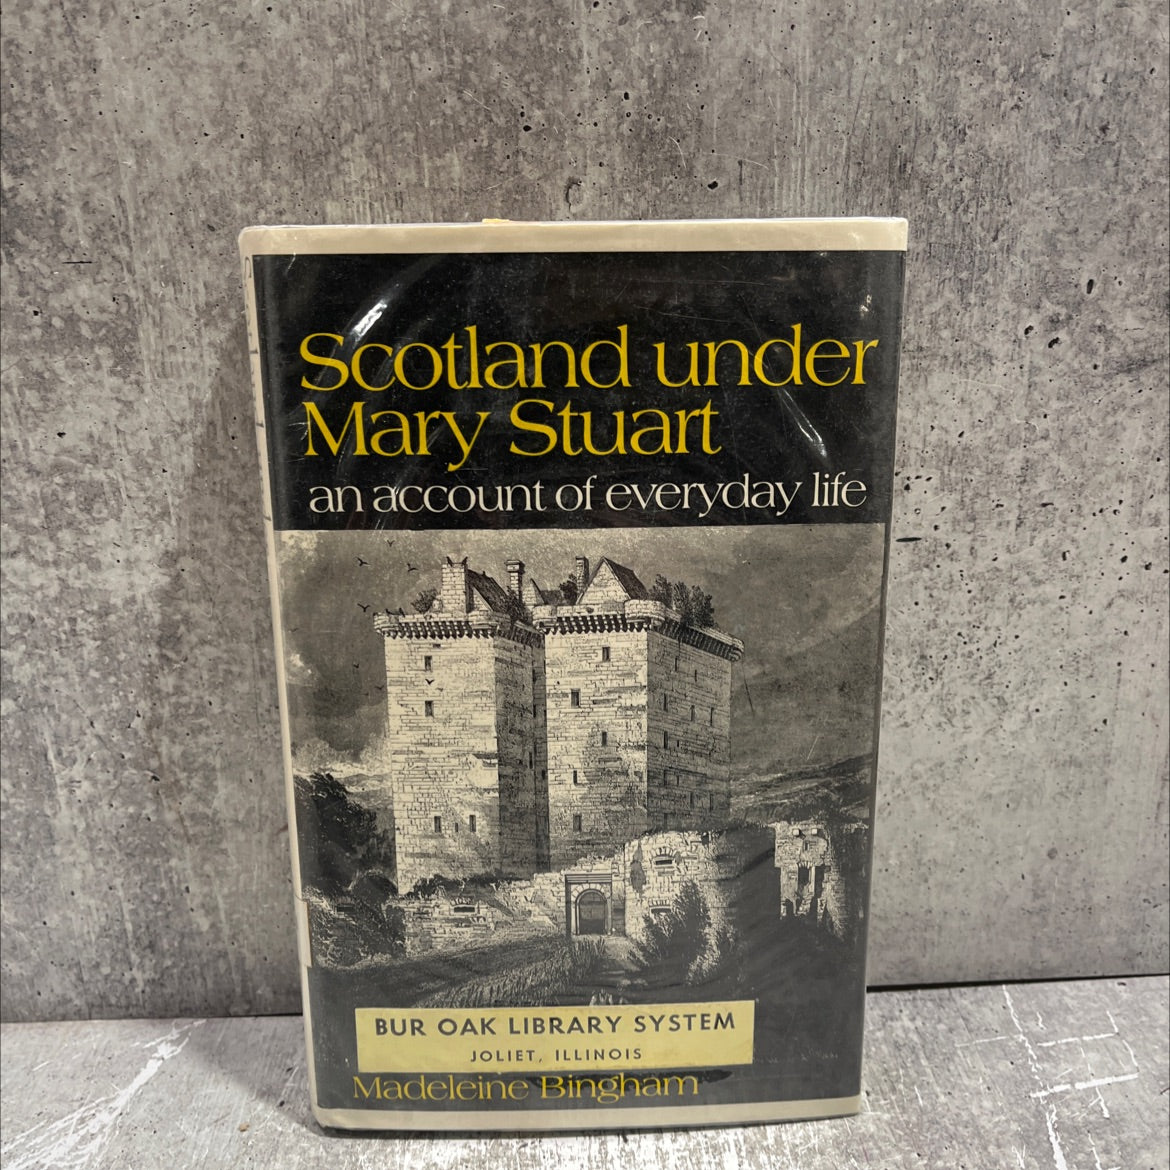 Scotland under
Mary Stuart
an account of everyday life
BUR OAK LIBRARY SYSTEM
JOLIET, ILLINOIS
Madeleine Bingham